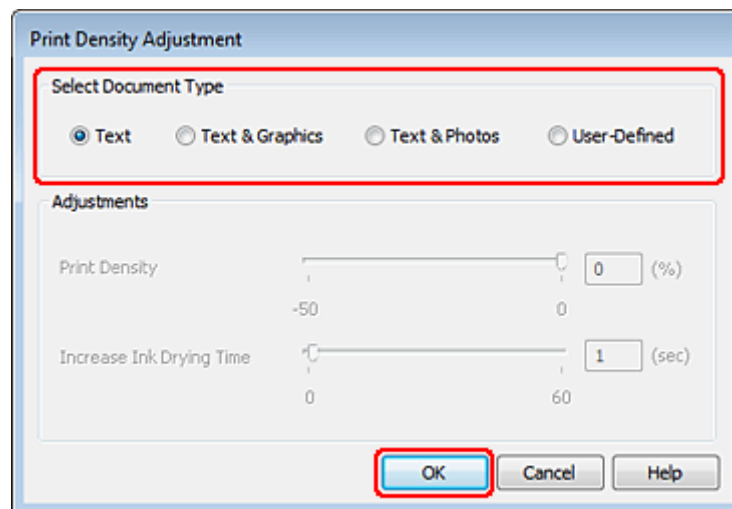 Print Density Adjustment
Select Document Type
Text Text & Graphics Text & Photos User-Defined
Adjustments
Print Density 0 (%)
-50 0
Increase Ink Drying Time 1 (sec)
0 60
OK Cancel Help